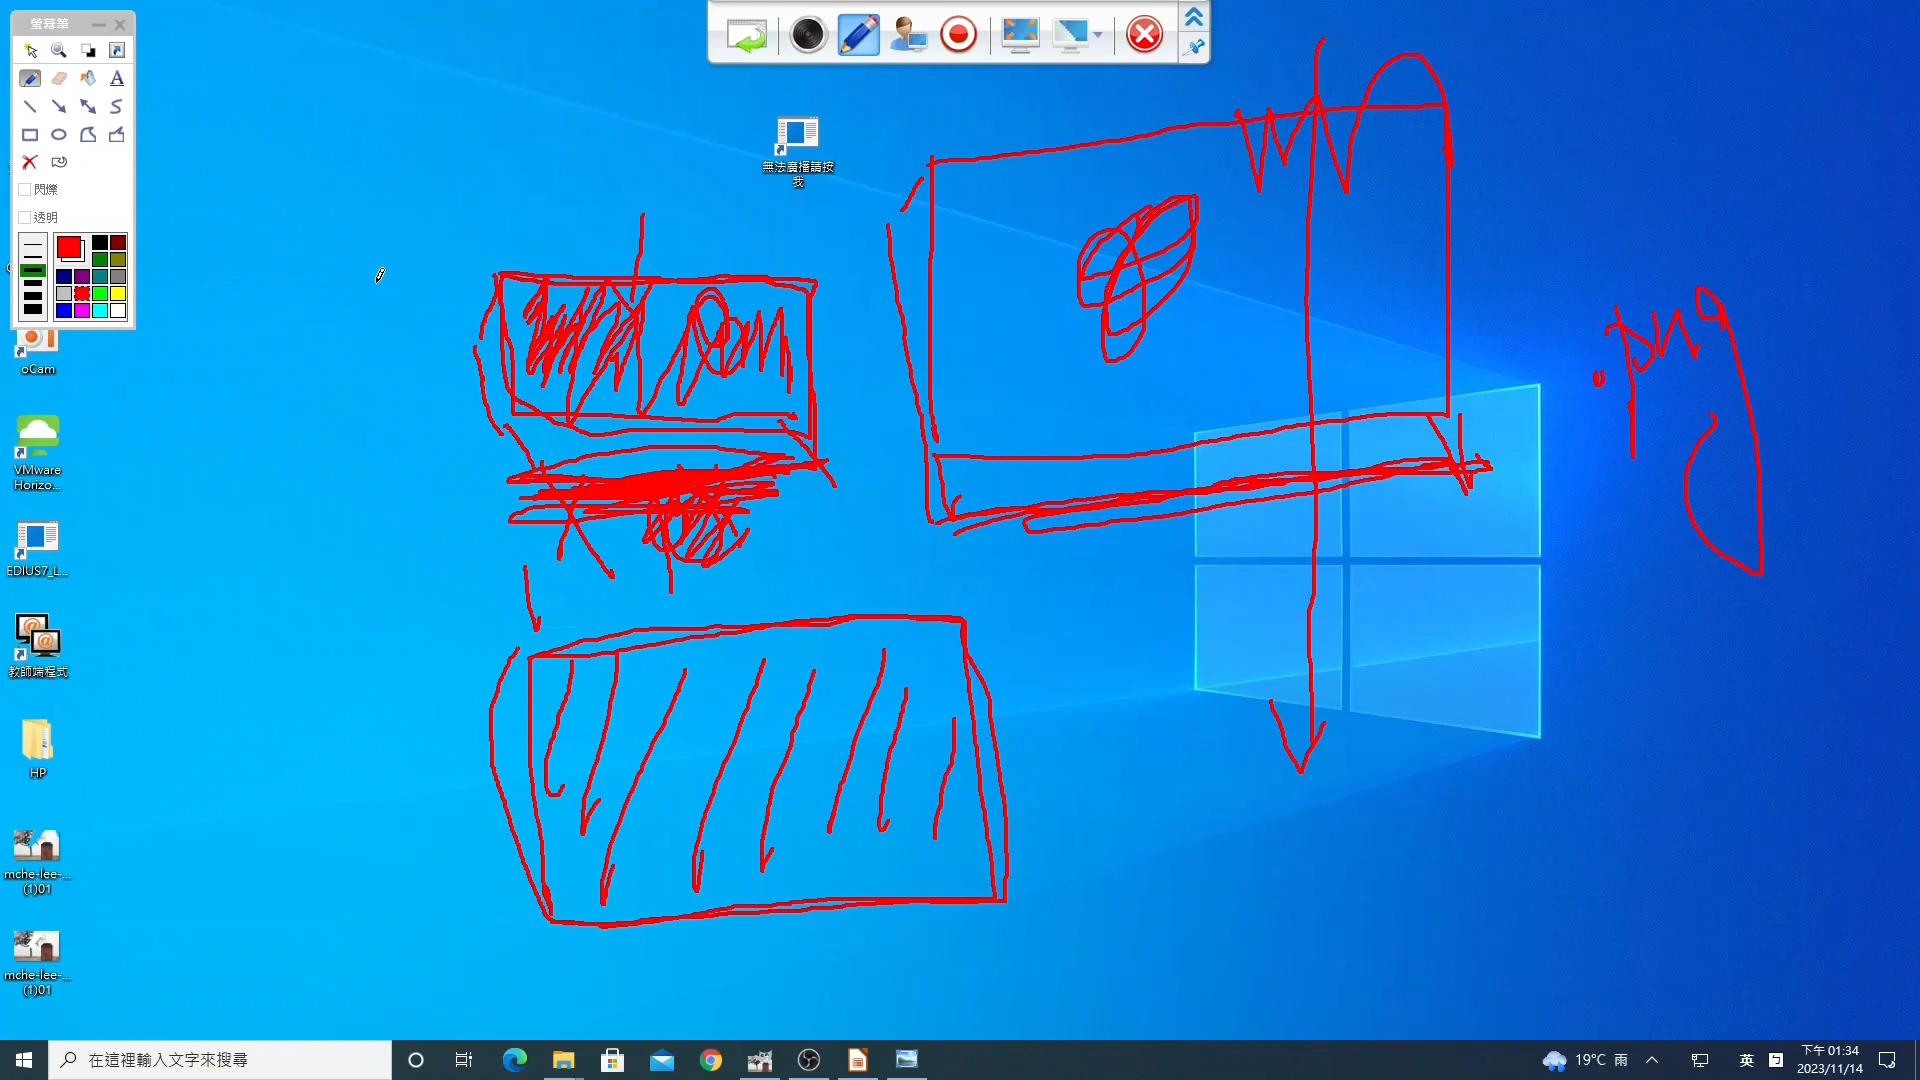 螢幕筆
A
閃爍
透明
無法廣播請按
我
oCam
VMware
Horizo...
EDIUS7_L...
教師端程式
HP
mche-lee-...
(1)01
mche-lee-...
(1)01
.png
在這裡輸入文字來搜尋
19°C 雨
英
下午 01:34
2023/11/14